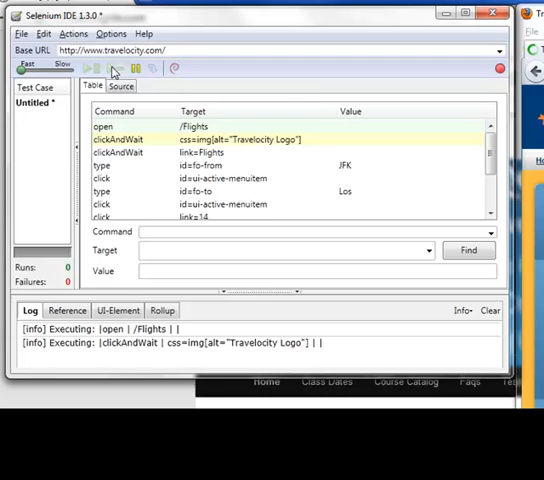 Selenium IDE 1.3.0 *
File Edit Actions Options Help
Base URL http://www.travelocity.com/
Fast Slow
Test Case
Untitled *
Table Source
Command Target Value
open /Flights
clickAndWait css=img[alt="Travelocity Logo"]
clickAndWait link=Flights
type id=fo-from JFK
click id=ui-active-menuitem
type id=fo-to Los
click id=ui-active-menuitem
click link=14
Command
Target Find
Value
Runs: 0
Failures: 0
Log Reference UI-Element Rollup Info Clear
[info] Executing: |open | /Flights | |
[info] Executing: |clickAndWait | css=img[alt="Travelocity Logo"] | |
Home Class Dates Course Catalog Faqs